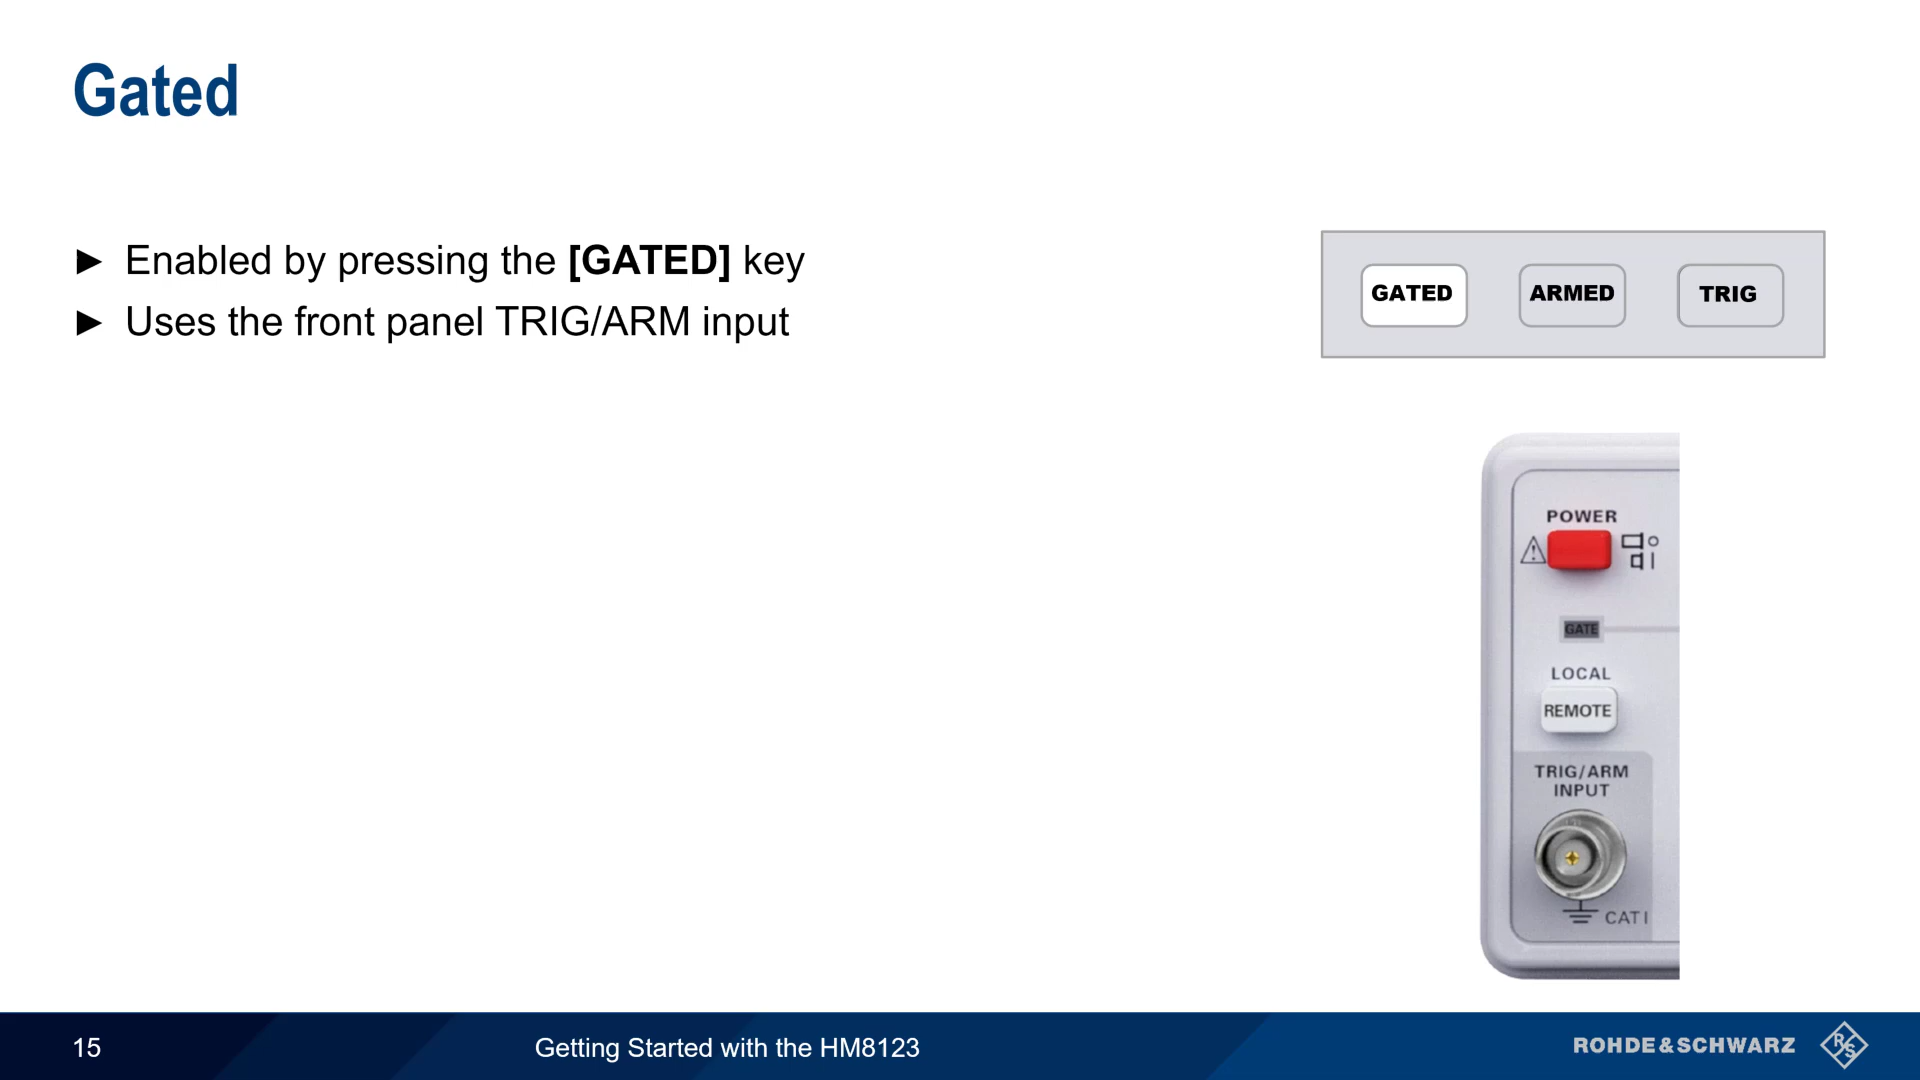 Gated
► Enabled by pressing the [GATED] key
► Uses the front panel TRIG/ARM input
GATED ARMED TRIG
POWER
GATE
LOCAL
REMOTE
TRIG/ARM
INPUT
CAT I
15 Getting Started with the HM8123 ROHDE&SCHWARZ R&S